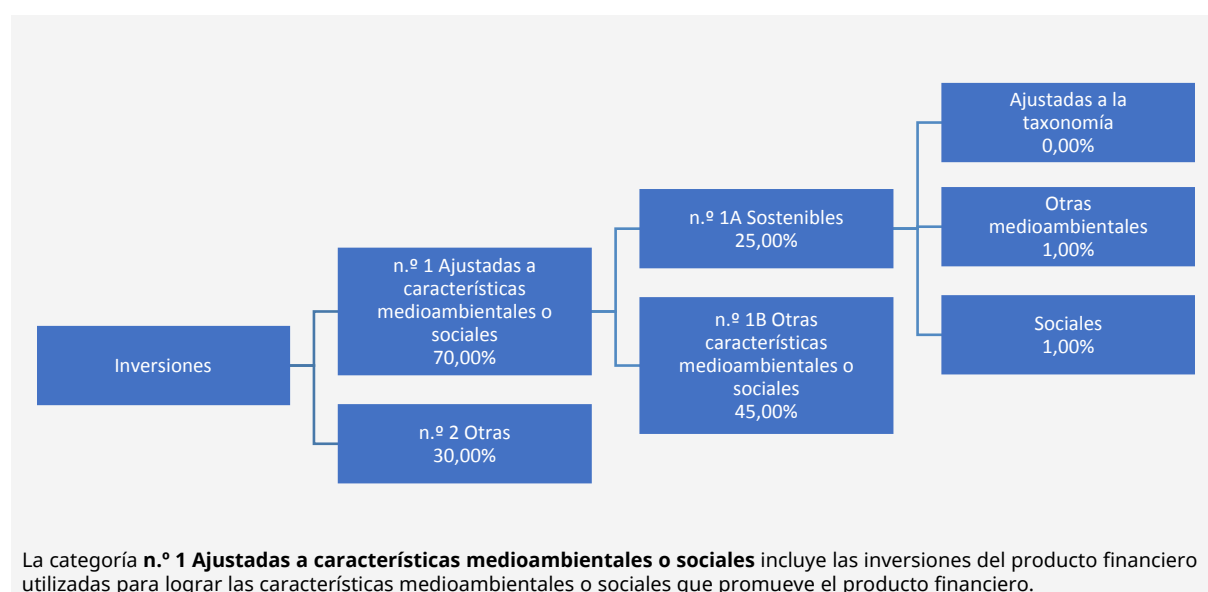 Inversiones
n.º 1 Ajustadas a
características
medioambientales o
sociales
70,00%
n.º 2 Otras
30,00%
n.º 1A Sostenibles
25,00%
n.º 1B Otras
características
medioambientales o
sociales
45,00%
Ajustadas a la
taxonomía
0,00%
Otras
medioambientales
1,00%
Sociales
1,00%
La categoría n.º 1 Ajustadas a características medioambientales o sociales incluye las inversiones del producto financiero
utilizadas para lograr las características medioambientales o sociales que promueve el producto financiero.